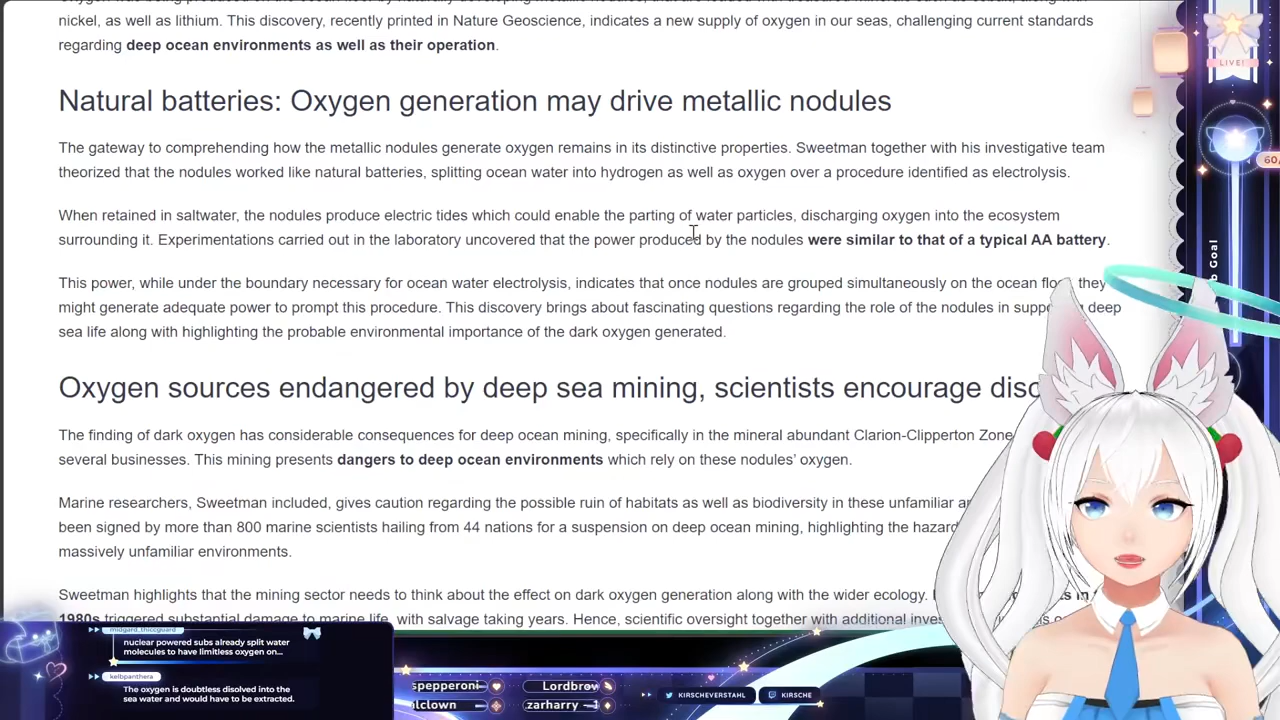 nickel, as well as lithium. This discovery, recently printed in Nature Geoscience, indicates a new supply of oxygen in our seas, challenging current standards
regarding deep ocean environments as well as their operation.
LIVE!
Natural batteries: Oxygen generation may drive metallic nodules
The gateway to comprehending how the metallic nodules generate oxygen remains in its distinctive properties. Sweetman together with his investigative team
theorized that the nodules worked like natural batteries, splitting ocean water into hydrogen as well as oxygen over a procedure identified as electrolysis.
60/
When retained in saltwater, the nodules produce electric tides which could enable the parting of water particles, discharging oxygen into the ecosystem
surrounding it. Experimentations carried out in the laboratory uncovered that the power produced by the nodules were similar to that of a typical AA battery.
Goal
This power, while under the boundary necessary for ocean water electrolysis, indicates that once nodules are grouped simultaneously on the ocean floor, they
might generate adequate power to prompt this procedure. This discovery brings about fascinating questions regarding the role of the nodules in supp deep
sea life along with highlighting the probable environmental importance of the dark oxygen generated.
Oxygen sources endangered by deep sea mining, scientists encourage disc
The finding of dark oxygen has considerable consequences for deep ocean mining, specifically in the mineral abundant Clarion-Clipperton Zone
several businesses. This mining presents dangers to deep ocean environments which rely on these nodules' oxygen.
Marine researchers, Sweetman included, gives caution regarding the possible ruin of habitats as well as biodiversity in these unfamiliar
been signed by more than 800 marine scientists hailing from 44 nations for a suspension on deep ocean mining, highlighting the
massively unfamiliar environments.
Sweetman highlights that the mining sector needs to think about the effect on dark oxygen generation along with the wider ecology.
1980s triggered substantial damage to marine life, with salvage taking years. Hence, scientific oversight together with additional
midgard_thiccguard
nuclear powered subs already split water
molecules to have limitless oxygen on...
kelbpanthera
The oxygen is doubtless disolved into the
sea water and would have to be extracted.
spepperoni
Lordbrow
lclown
zarharry
KIRSCHEVERSTAHL
KIRSCHE